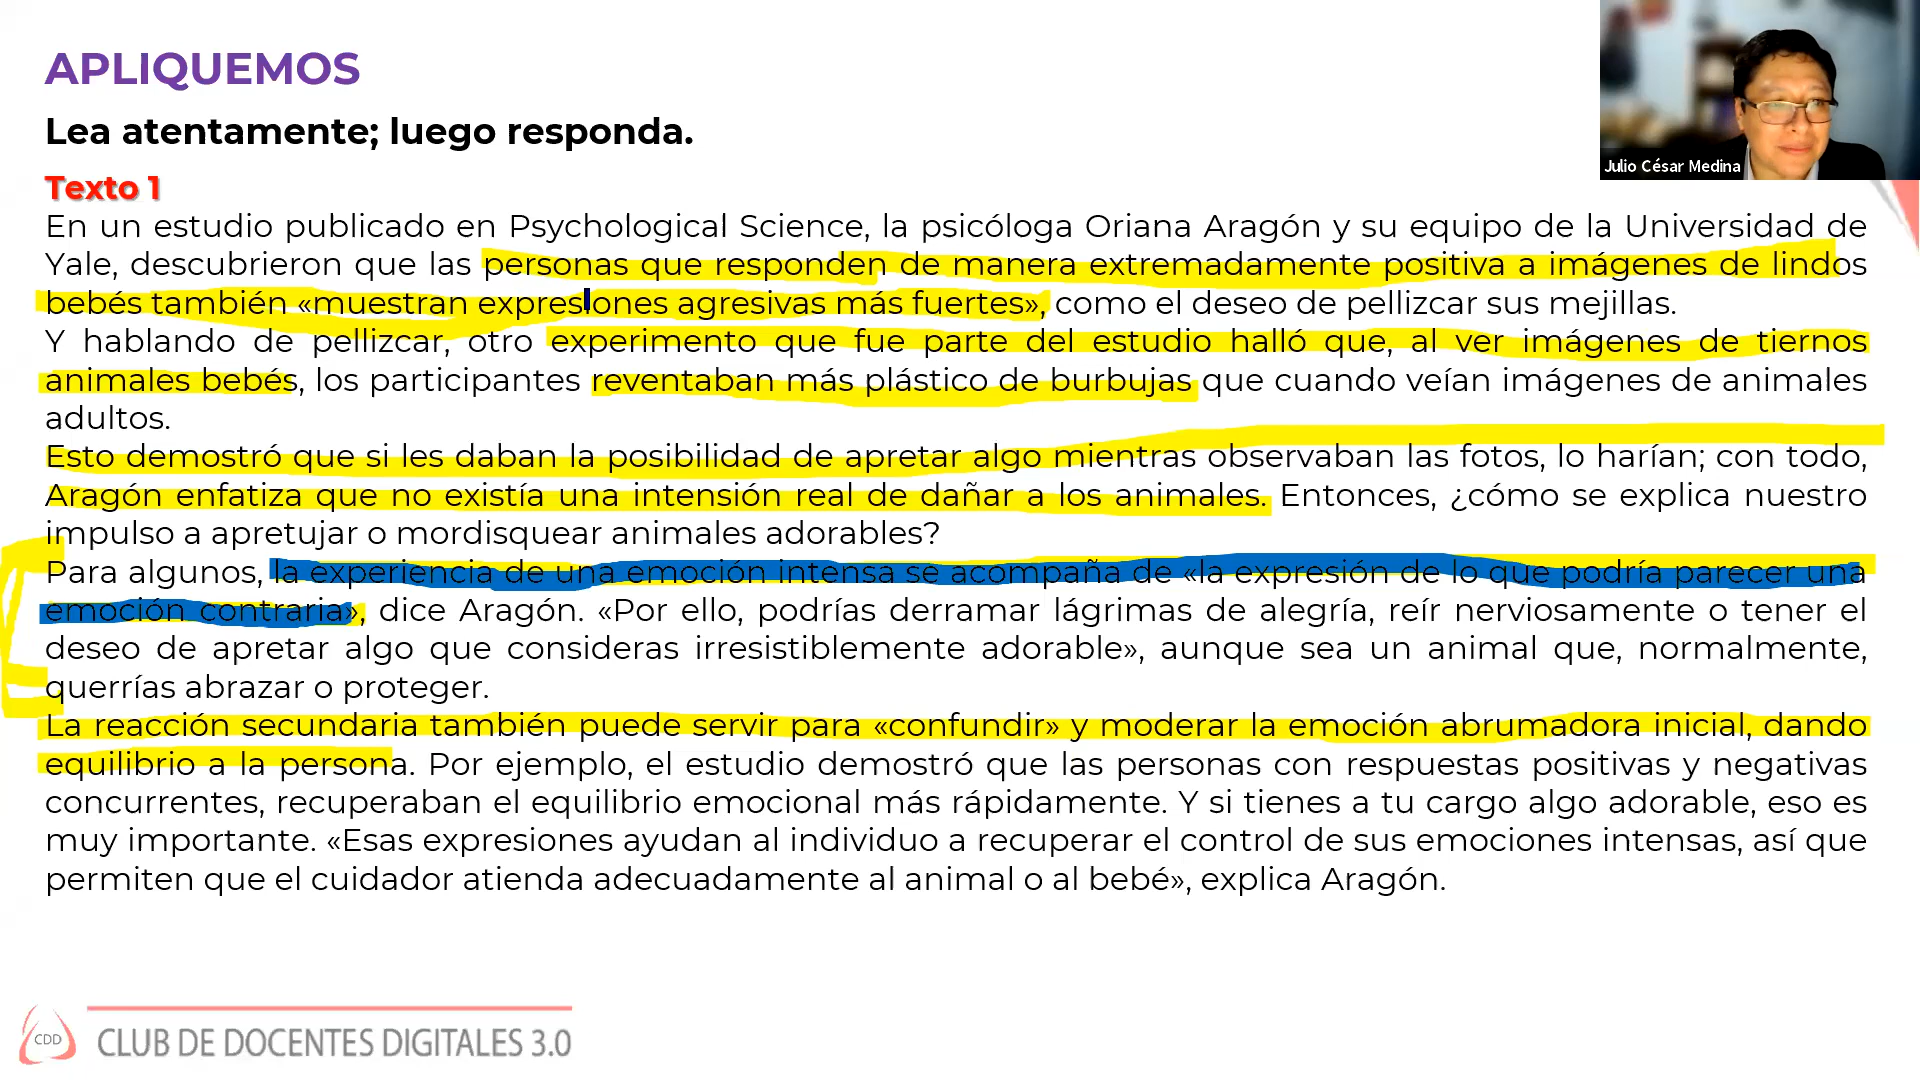 APLIQUEMOS
Lea atentamente; luego responda.
Julio César Medina
Texto 1
En un estudio publicado en Psychological Science, la psicóloga Oriana Aragón y su equipo de la Universidad de
Yale, descubrieron que las personas que responden de manera extremadamente positiva a imágenes de lindos
bebés también «muestran expresiones agresivas más fuertes», como el deseo de pellizcar sus mejillas.
Y hablando de pellizcar, otro experimento que fue parte del estudio halló que, al ver imágenes de tiernos
animales bebés, los participantes reventaban más plástico de burbujas que cuando veían imágenes de animales
adultos.
Esto demostró que si les daban la posibilidad de apretar algo mientras observaban las fotos, lo harían; con todo,
Aragón enfatiza que no existía una intensión real de dañar a los animales. Entonces, ¿cómo se explica nuestro
impulso a apretujar o mordisquear animales adorables?
Para algunos, la experiencia de una emoción intensa se acompaña de «la expresión de lo que podría parecer una
emoción contraria», dice Aragón. «Por ello, podrías derramar lágrimas de alegría, reír nerviosamente o tener el
deseo de apretar algo que consideras irresistiblemente adorable», aunque sea un animal que, normalmente,
querrías abrazar o proteger.
La reacción secundaria también puede servir para «confundir» y moderar la emoción abrumadora inicial, dando
equilibrio a la persona. Por ejemplo, el estudio demostró que las personas con respuestas positivas y negativas
concurrentes, recuperaban el equilibrio emocional más rápidamente. Y si tienes a tu cargo algo adorable, eso es
muy importante. «Esas expresiones ayudan al individuo a recuperar el control de sus emociones intensas, así que
permiten que el cuidador atienda adecuadamente al animal o al bebé», explica Aragón.
CDD
CLUB DE DOCENTES DIGITALES 3.0